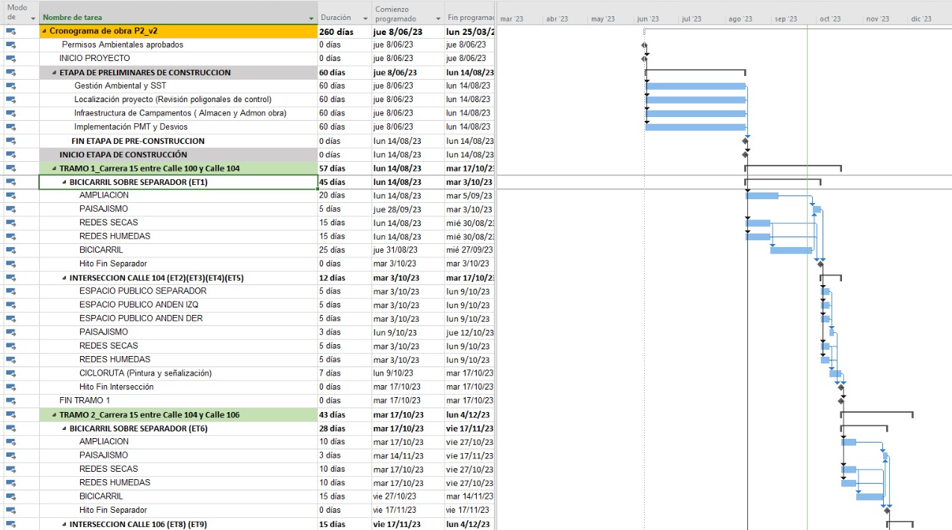 Modo de Nombre de tarea Duración Comienzo programado Fin programa mar '23 abr '23 may '23 jun '23 jul '23 ago '23 sep '23 oct '23 nov '23 dic '23
Cronograma de obra P2_v2 260 días jue 8/06/23 lun 25/03/2
Permisos Ambientales aprobados 0 días jue 8/06/23 jue 8/06/23
INICIO PROYECTO 0 días jue 8/06/23 jue 8/06/23
ETAPA DE PRELIMINARES DE CONSTRUCCION 60 días jue 8/06/23 lun 14/08/23
Gestión Ambiental y SST 60 días jue 8/06/23 lun 14/08/23
Localización proyecto (Revisión poligonales de control) 60 días jue 8/06/23 lun 14/08/23
Infraestructura de Campamentos ( Almacen y Admon obra) 60 días jue 8/06/23 lun 14/08/23
Implementación PMT y Desvios 60 días jue 8/06/23 lun 14/08/23
FIN ETAPA DE PRE-CONSTRUCCION 0 días lun 14/08/23 lun 14/08/23
INICIO ETAPA DE CONSTRUCCIÓN 0 días lun 14/08/23 lun 14/08/23
TRAMO 1_Carrera 15 entre Calle 100 y Calle 104 57 días lun 14/08/23 mar 17/10/2
BICICARRIL SOBRE SEPARADOR (ET1) 45 días lun 14/08/23 mar 3/10/23
AMPLIACION 20 días lun 14/08/23 mar 5/09/23
PAISAJISMO 5 días jue 28/09/23 mar 3/10/23
REDES SECAS 15 días lun 14/08/23 mié 30/08/2
REDES HUMEDAS 15 días lun 14/08/23 mié 30/08/2
BICICARRIL 25 días jue 31/08/23 mié 27/09/23
Hito Fin Separador 0 días mar 3/10/23 mar 3/10/23
INTERSECCION CALLE 104 (ET2)(ET3)(ET4)(ET5) 12 días mar 3/10/23 mar 17/10/2
ESPACIO PUBLICO SEPARADOR 5 días mar 3/10/23 lun 9/10/23
ESPACIO PUBLICO ANDEN IZQ 5 días mar 3/10/23 lun 9/10/23
ESPACIO PUBLICO ANDEN DER 5 días mar 3/10/23 lun 9/10/23
PAISAJISMO 3 días lun 9/10/23 jue 12/10/23
REDES SECAS 5 días mar 3/10/23 lun 9/10/23
REDES HUMEDAS 5 días mar 3/10/23 lun 9/10/23
CICLORUTA (Pintura y señalización) 7 días lun 9/10/23 mar 17/10/23
Hito Fin Intersección 0 días mar 17/10/23 mar 17/10/23
FIN TRAMO 1 0 días mar 17/10/23 mar 17/10/23
TRAMO 2_Carrera 15 entre Calle 104 y Calle 106 43 días mar 17/10/23 lun 4/12/23
BICICARRIL SOBRE SEPARADOR (ET6) 28 días mar 17/10/23 vie 17/11/23
AMPLIACION 10 días mar 17/10/23 vie 27/10/23
PAISAJISMO 3 días mar 14/11/23 vie 17/11/23
REDES SECAS 10 días mar 17/10/23 vie 27/10/23
REDES HUMEDAS 10 días mar 17/10/23 vie 27/10/23
BICICARRIL 15 días vie 27/10/23 mar 14/11/23
Hito Fin Separador 0 días vie 17/11/23 vie 17/11/23
INTERSECCION CALLE 106 (ET8) (ET9) 15 días vie 17/11/23 lun 4/12/23